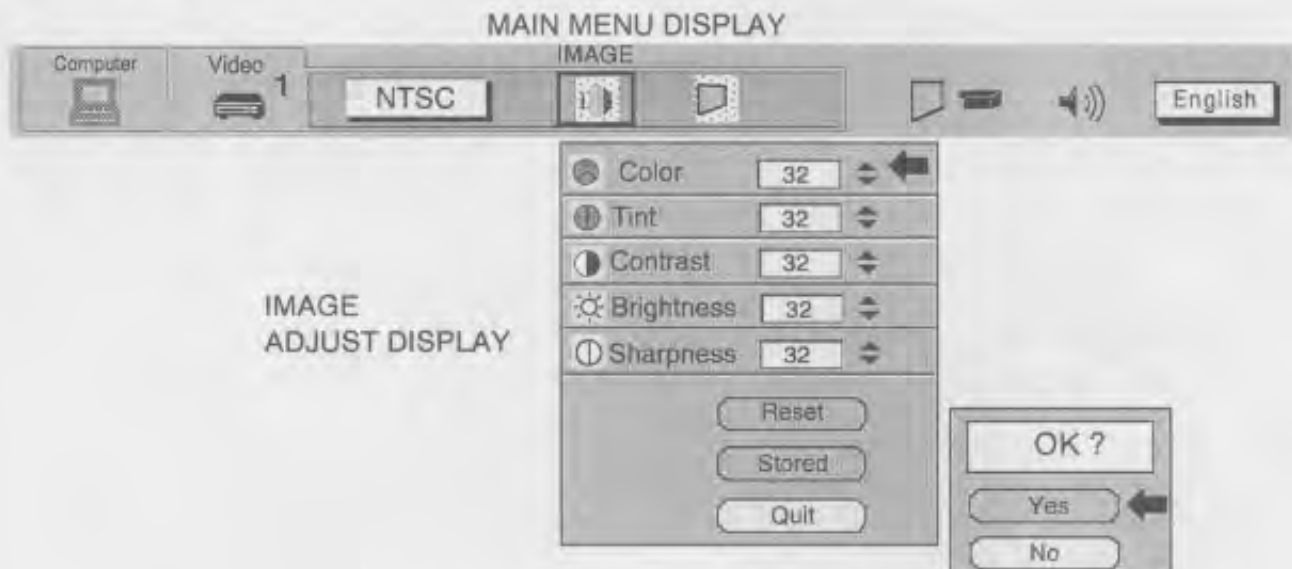 MAIN MENU DISPLAY
IMAGE
Computer
Video 1
NTSC
English
Color 32
Tint 32
Contrast 32
Brightness 32
Sharpness 32
IMAGE
ADJUST DISPLAY
Reset
Stored
Quit
OK ?
Yes
No